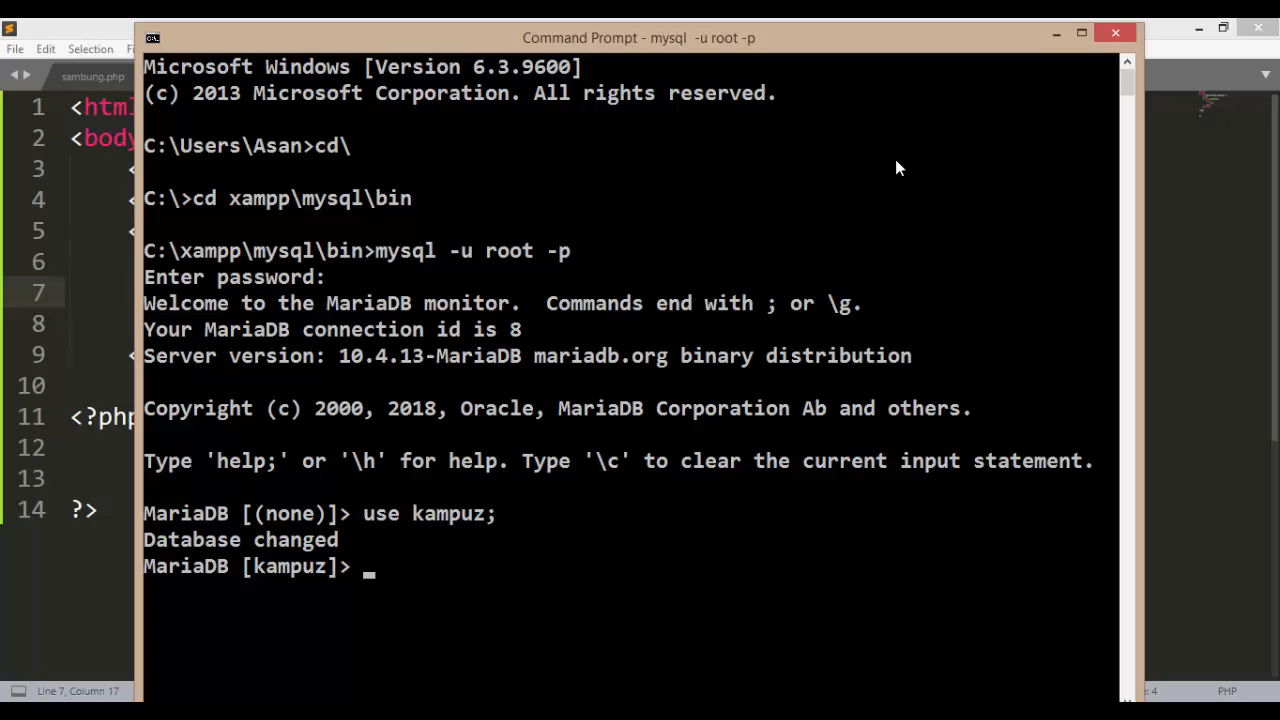 Command Prompt - mysql  -u root -p
File Edit Selection Fi
sambung.php
Microsoft Windows [Version 6.3.9600]
(c) 2013 Microsoft Corporation. All rights reserved.
C:\Users\Asan>cd\
C:\>cd xampp\mysql\bin
C:\xampp\mysql\bin>mysql -u root -p
Enter password:
Welcome to the MariaDB monitor.  Commands end with ; or \g.
Your MariaDB connection id is 8
Server version: 10.4.13-MariaDB mariadb.org binary distribution
Copyright (c) 2000, 2018, Oracle, MariaDB Corporation Ab and others.
Type 'help;' or '\h' for help. Type '\c' to clear the current input statement.
MariaDB [(none)]> use kampuz;
Database changed
MariaDB [kampuz]> _
1 <html
2 <body
3 <
4 <
5 <
6
7
8
9 <
10
11 <?php
12
13
14 ?>
Line 7, Column 17
: 4
PHP